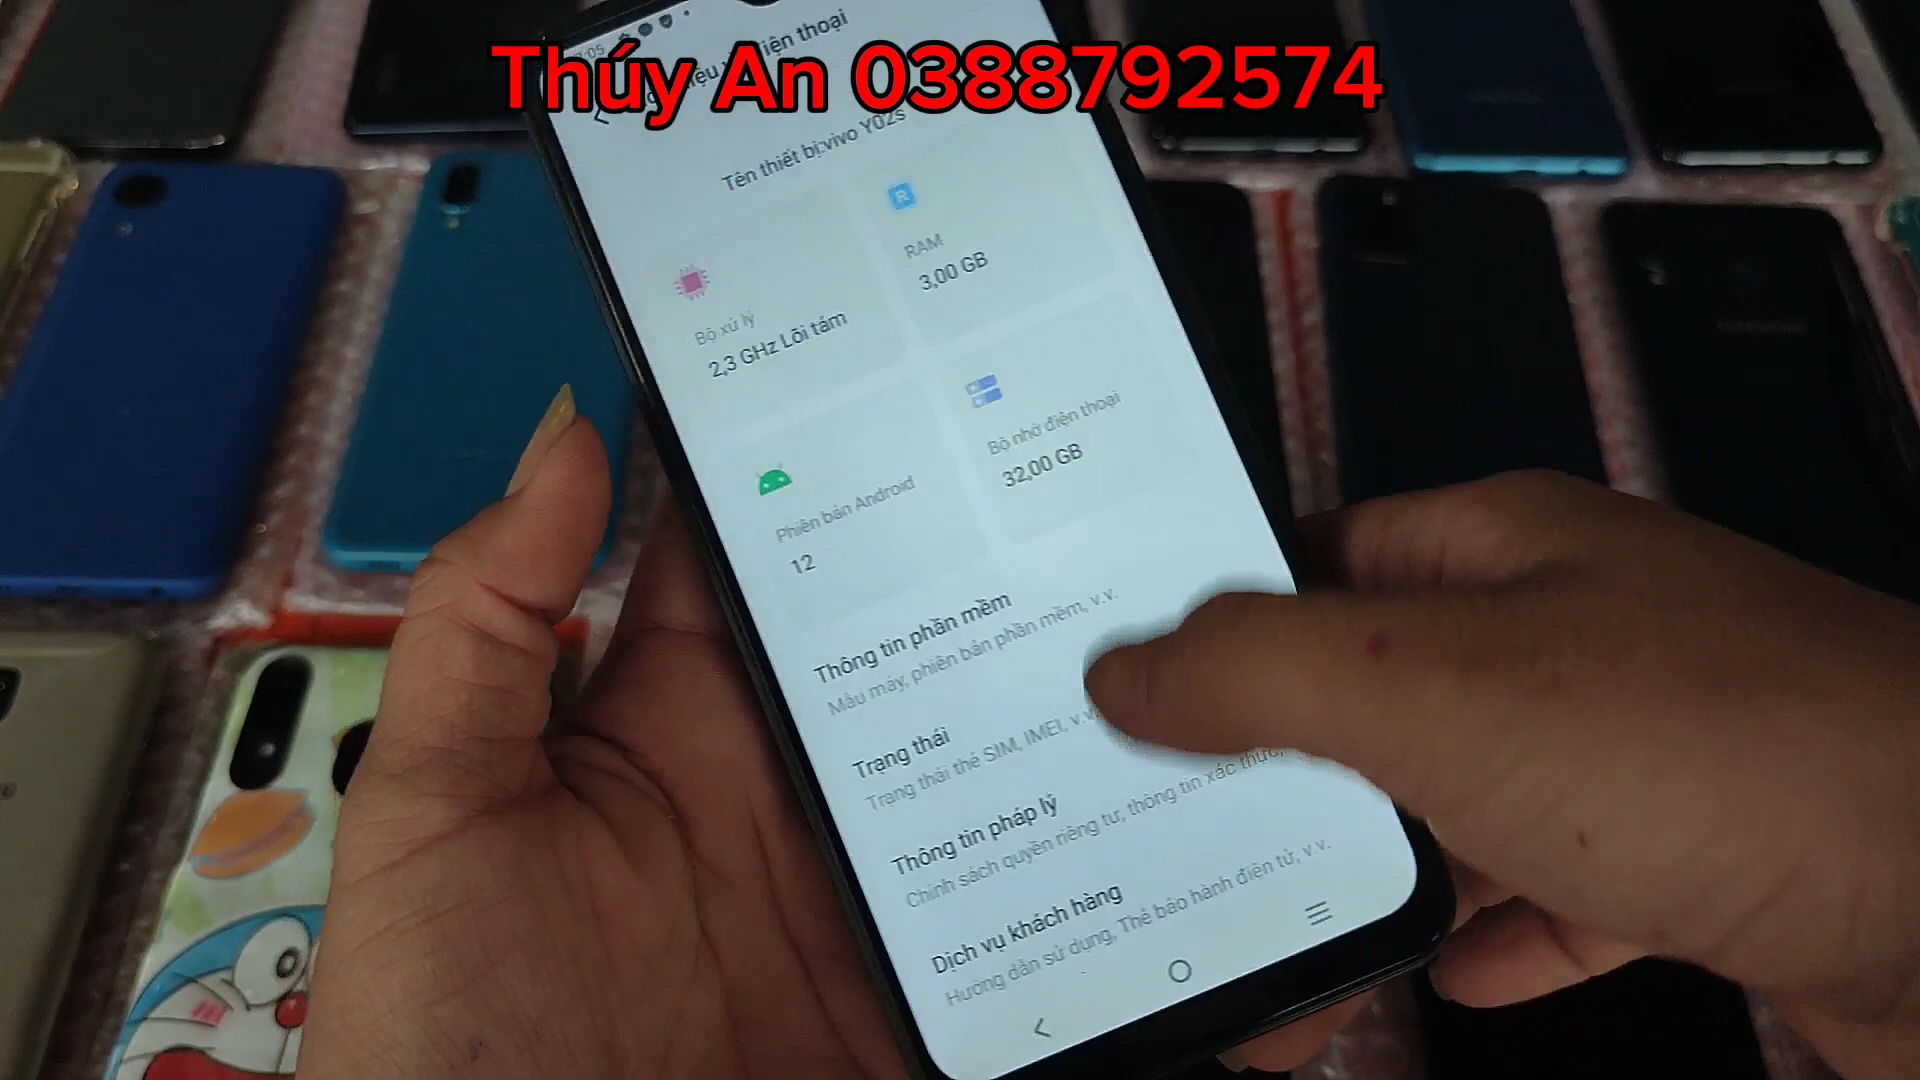 Thúy An 0388792574
điện thoại
Tên thiết bị:vivo Y02s
RAM
3,00 GB
Bộ xử lý
2,3 GHz Lõi tám
Bộ nhớ điện thoại
32,00 GB
Phiên bản Android
12
Thông tin phần mềm
Mẫu máy, phiên bản phần mềm, v.v.
Trạng thái
Trạng thái thẻ SIM, IMEI, v.v.
Thông tin pháp lý
Chính sách quyền riêng tư, thông tin xác thực,
Dịch vụ khách hàng
Hướng dẫn sử dụng, Thẻ bảo hành điện tử, v.v.